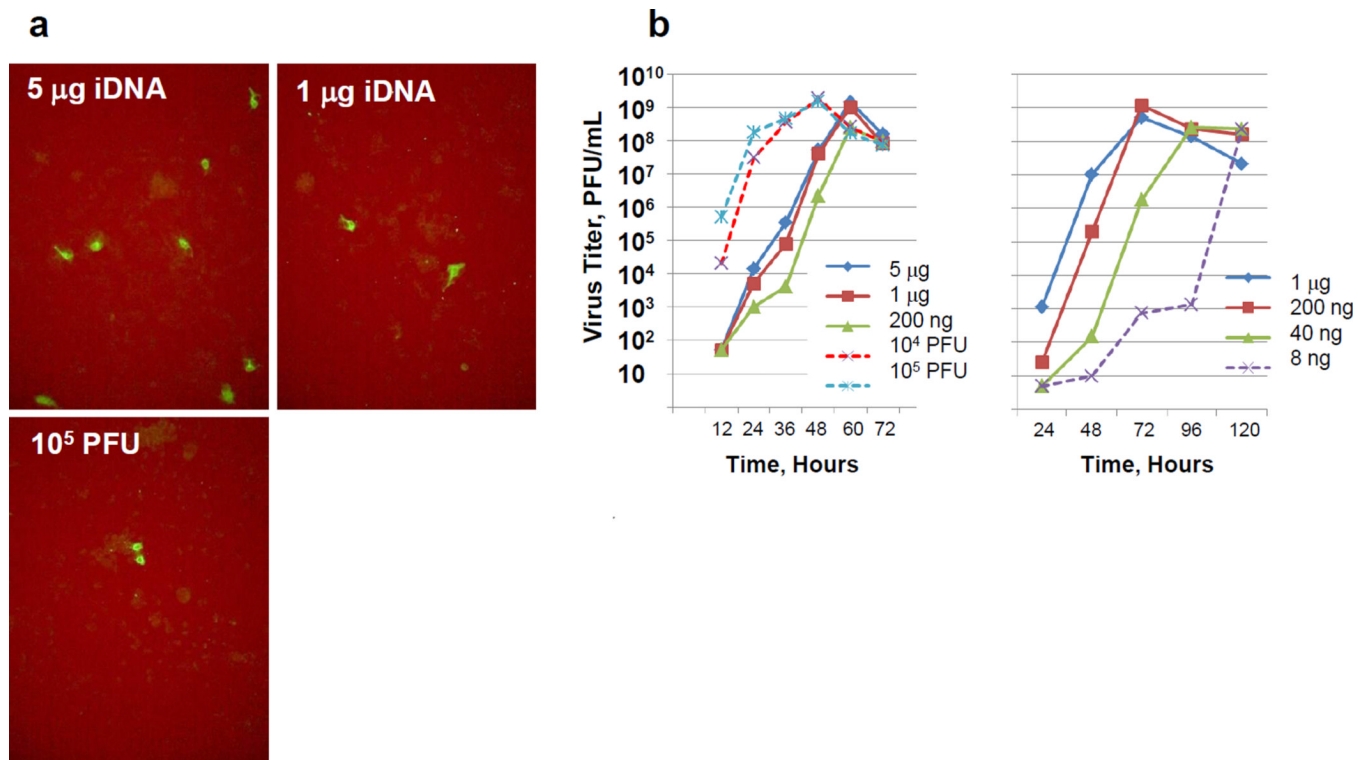 a
b
5 μg iDNA
1 μg iDNA
10⁵ PFU
Virus Titer, PFU/mL
10¹⁰
10⁹
10⁸
10⁷
10⁶
10⁵
10⁴
10³
10²
10
12 24 36 48 60 72
Time, Hours
5 μg
1 μg
200 ng
10⁴ PFU
10⁵ PFU
24 48 72 96 120
Time, Hours
1 μg
200 ng
40 ng
8 ng